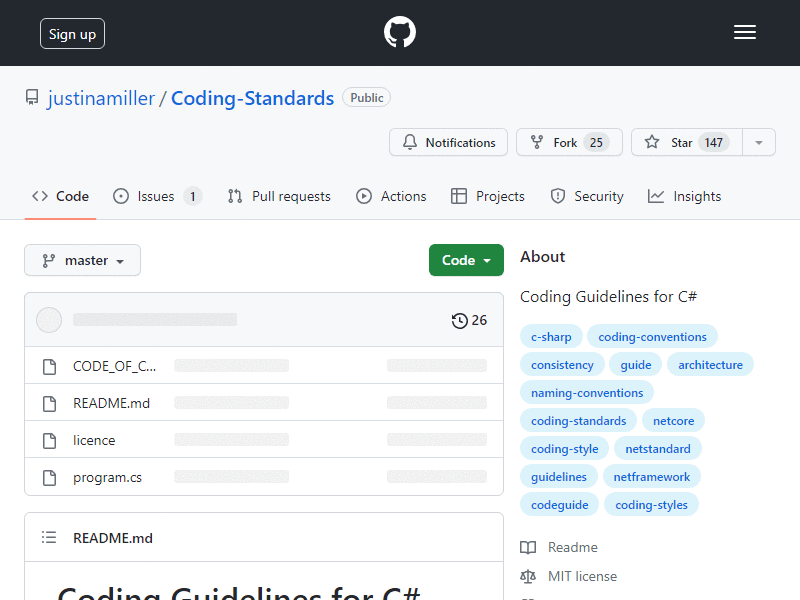 Sign up
justinamiller / Coding-Standards Public
Notifications Fork 25 Star 147
Code Issues 1 Pull requests Actions Projects Security Insights
master Code
26
CODE_OF_C...
README.md
licence
program.cs
README.md
Coding Guidelines for C#
About
Coding Guidelines for C#
c-sharp coding-conventions
consistency guide architecture
naming-conventions
coding-standards netcore
coding-style netstandard
guidelines netframework
codeguide coding-styles
Readme
MIT license